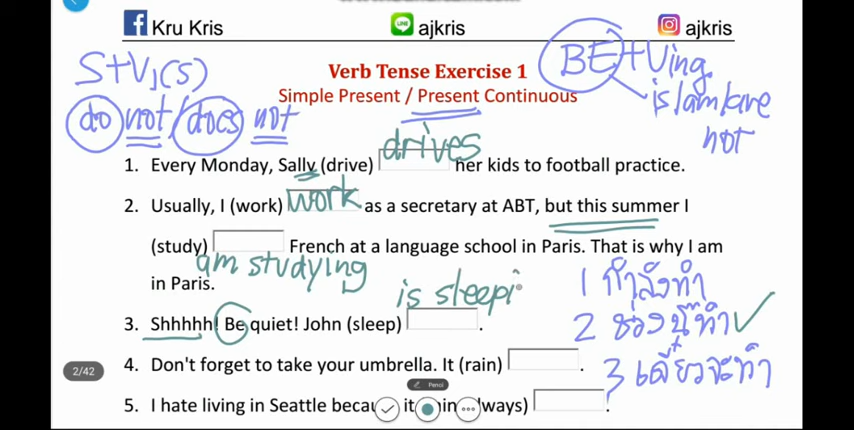 Kru Kris
LINE ajkris
ajkris
S+V1(s)
BE + Ving
do not / does not
is/am/are
not
Verb Tense Exercise 1
Simple Present / Present Continuous
drives
1. Every Monday, Sally (drive) her kids to football practice.
work
2. Usually, I (work) as a secretary at ABT, but this summer I
(study) French at a language school in Paris. That is why I am
am studying
in Paris.
is sleepi
1 กำลังทำ
2 ช่วงนี้ทำ
3 เดี๋ยวจะทำ
3. Shhhhh! Be quiet! John (sleep) .
4. Don't forget to take your umbrella. It (rain) .
2/42
Pencil
5. I hate living in Seattle because it